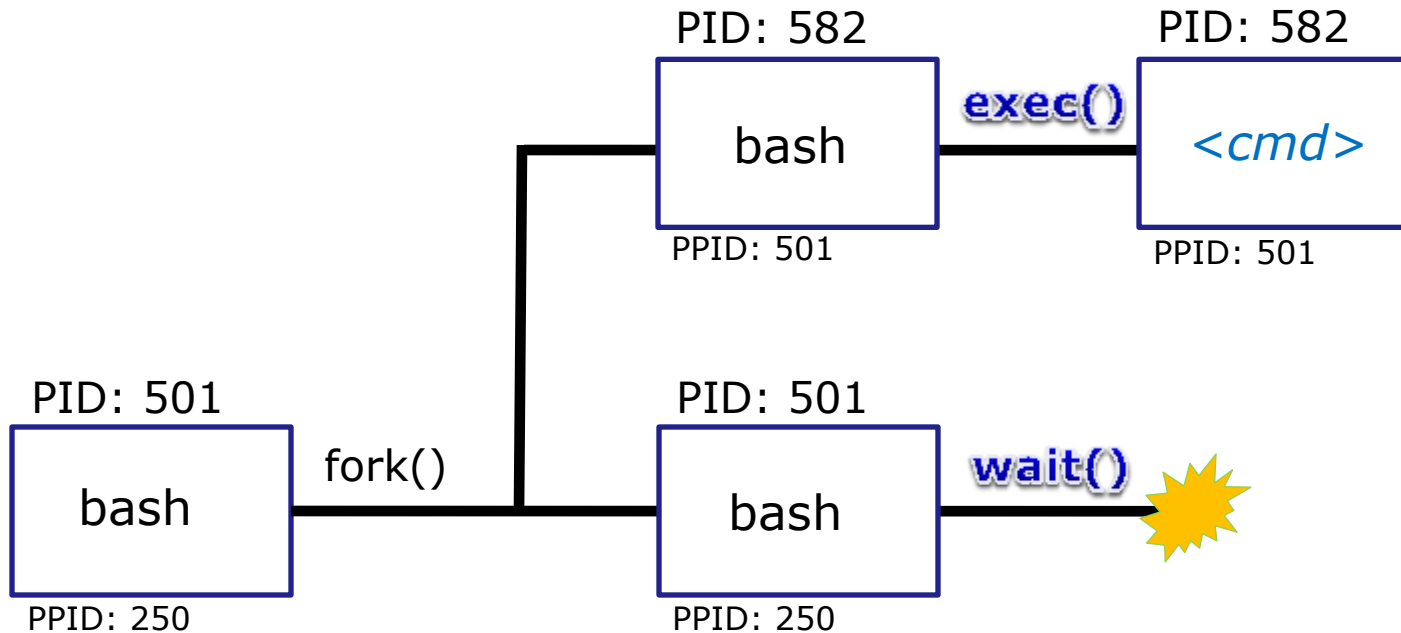 PID: 582
PID: 582
bash
exec()
<cmd>
PPID: 501
PPID: 501
PID: 501
PID: 501
bash
fork()
bash
wait()
PPID: 250
PPID: 250